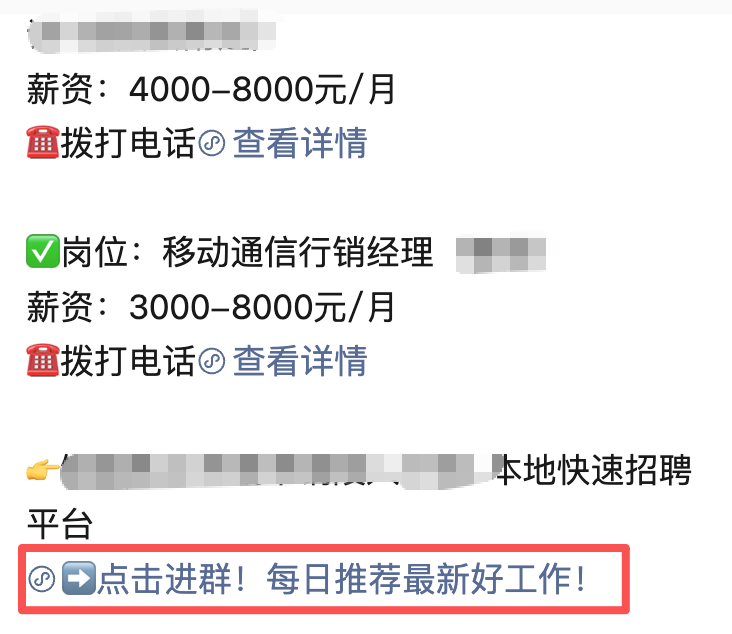 薪资：4000-8000元/月
☎️拨打电话 查看详情
✅岗位：移动通信行销经理
薪资：3000-8000元/月
☎️拨打电话 查看详情
👉 本地快速招聘
平台
➡️点击进群！每日推荐最新好工作！